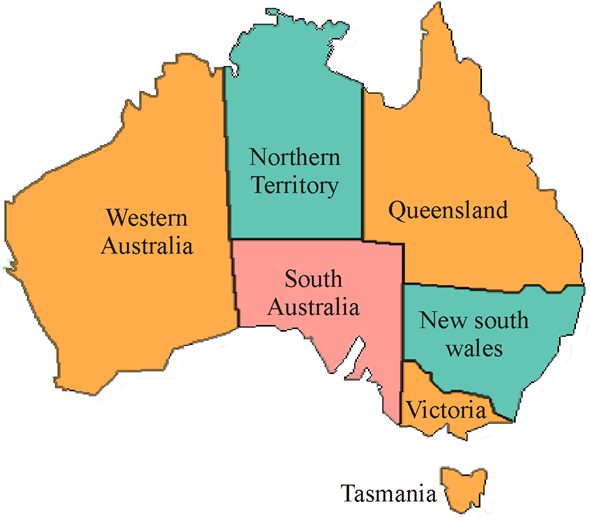 Northern
Territory
Western
Australia
Queensland
South
Australia
New south
wales
Victoria
Tasmania